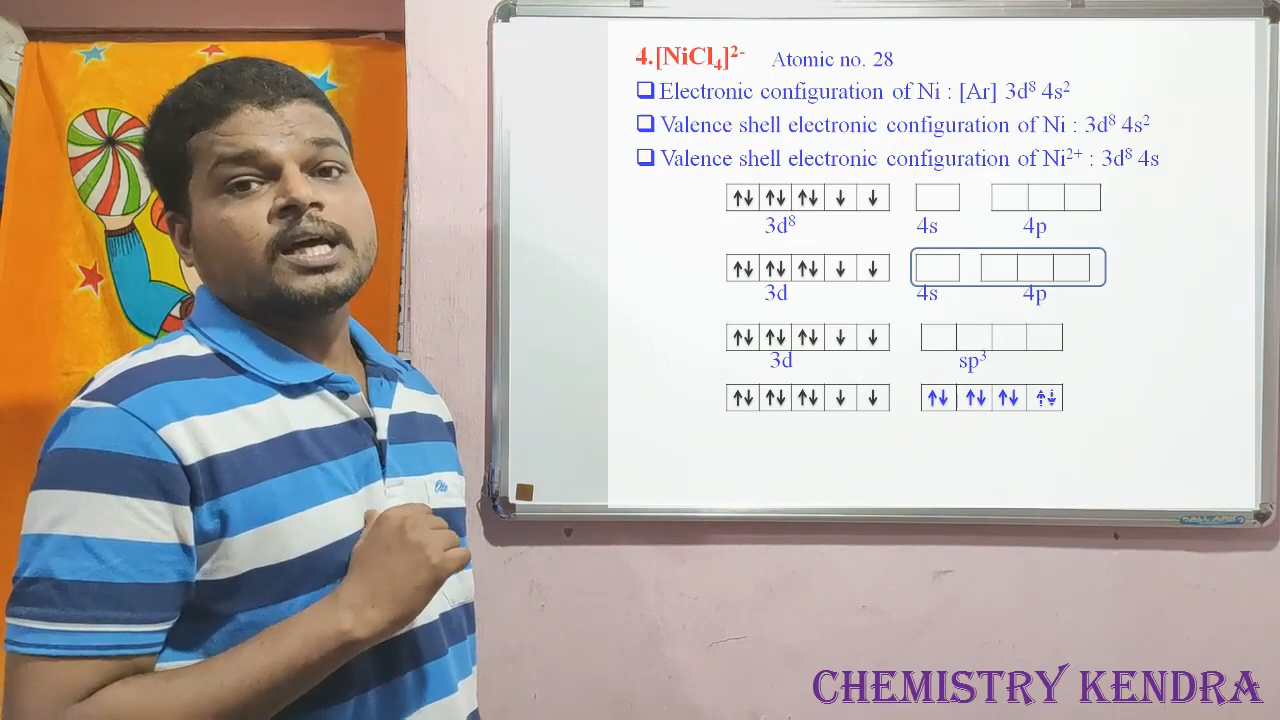 4.[NiCl₄]²⁻ Atomic no. 28
❑ Electronic configuration of Ni : [Ar] 3d⁸ 4s²
❑ Valence shell electronic configuration of Ni : 3d⁸ 4s²
❑ Valence shell electronic configuration of Ni²⁺ : 3d⁸ 4s
↑↓ ↑↓ ↑↓ ↓ ↓
3d⁸ 4s 4p
↑↓ ↑↓ ↑↓ ↓ ↓
3d 4s 4p
↑↓ ↑↓ ↑↓ ↓ ↓
3d sp³
↑↓ ↑↓ ↑↓ ↓ ↓ ↑↓ ↑↓ ↑↓ ↑↓
Oto
CHEMISTRY KENDRA